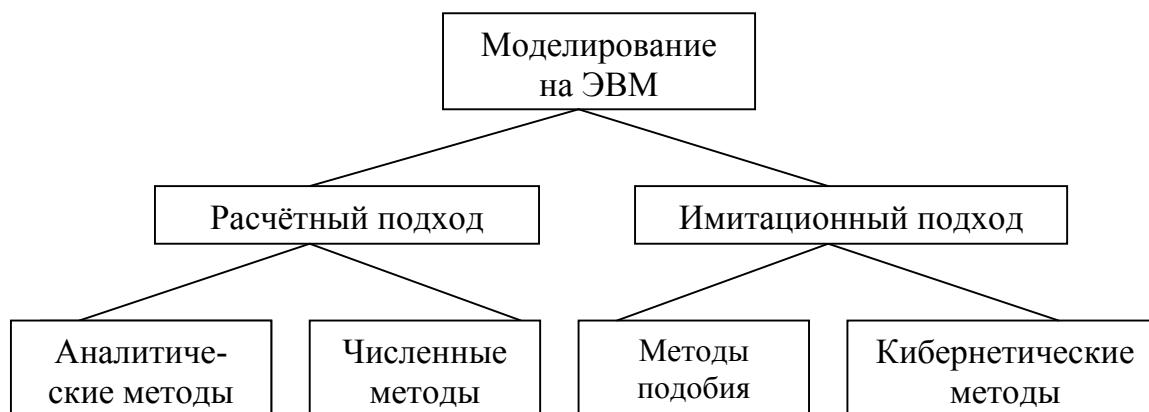 Моделирование
на ЭВМ
Расчётный подход
Имитационный подход
Аналитиче-
ские методы
Численные
методы
Методы
подобия
Кибернетические
методы